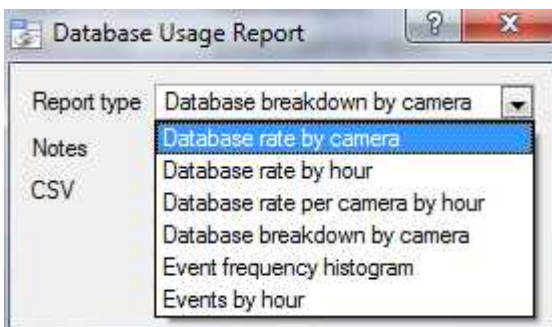 Database Usage Report
Report type Database breakdown by camera
Database rate by camera
Notes
Database rate by hour
CSV
Database rate per camera by hour
Database breakdown by camera
Event frequency histogram
Events by hour